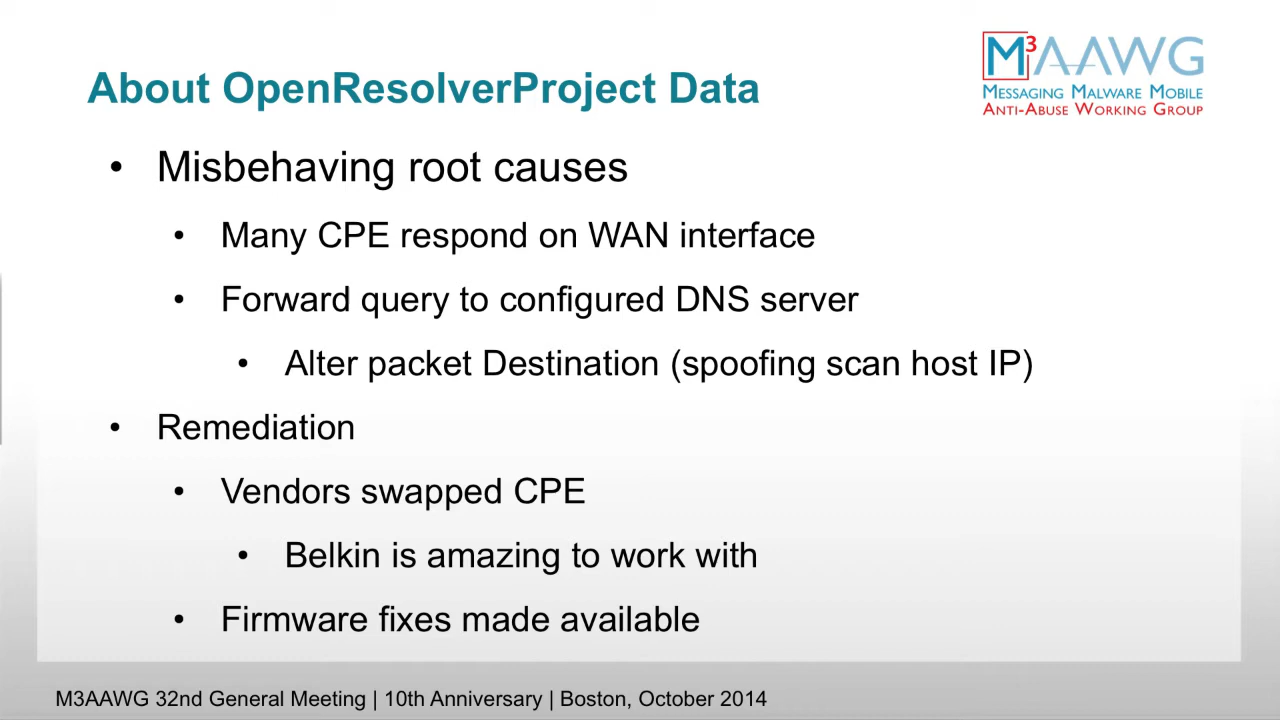 M3AAWG
MESSAGING MALWARE MOBILE
ANTI-ABUSE WORKING GROUP
About OpenResolverProject Data
• Misbehaving root causes
• Many CPE respond on WAN interface
• Forward query to configured DNS server
• Alter packet Destination (spoofing scan host IP)
• Remediation
• Vendors swapped CPE
• Belkin is amazing to work with
• Firmware fixes made available
M3AAWG 32nd General Meeting | 10th Anniversary | Boston, October 2014